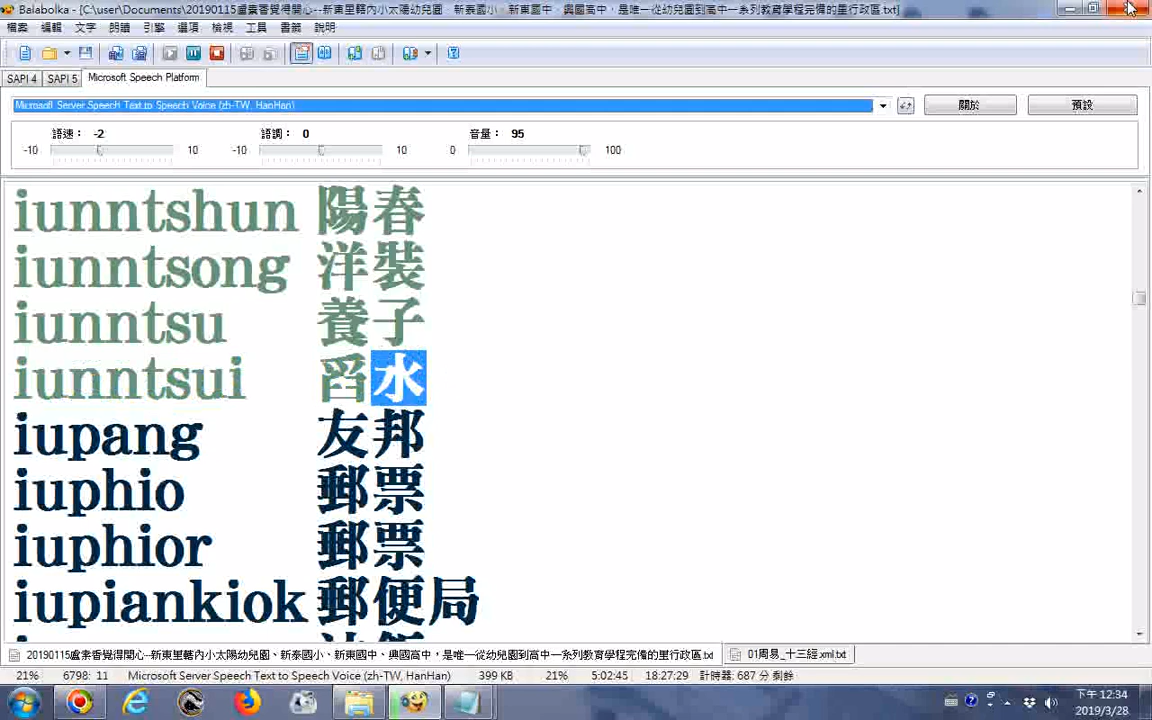 Balabolka - [C:\user\Documents\20190115盧素香覺得開心--新東里轄內小太陽幼兒園、新泰國小、新東國中、興國高中，是唯一從幼兒園到高中一系列教育學程完備的里行政區.txt]
檔案 編輯 文字 朗讀 引擎 選項 檢視 工具 書籤 說明
SAPI 4 SAPI 5 Microsoft Speech Platform
Microsoft Server Speech Text to Speech Voice (zh-TW, HanHan) 關於 預設
語速： -2 語調： 0 音量： 95
-10 10 -10 10 0 100
iunntshun 陽春
iunntsong 洋裝
iunntsu 養子
iunntsui 舀水
iupang 友邦
iuphio 郵票
iuphior 郵票
iupiankiok 郵便局
20190115盧素香覺得開心--新東里轄內小太陽幼兒園、新泰國小、新東國中、興國高中，是唯一從幼兒園到高中一系列教育學程完備的里行政區.txt 01周易_十三經.xml.txt
21% 6798: 11 Microsoft Server Speech Text to Speech Voice (zh-TW, HanHan) 399 KB 21% 5:02:45 18:27:29 計時器: 687 分 剩餘
下午 12:34
2019/3/28